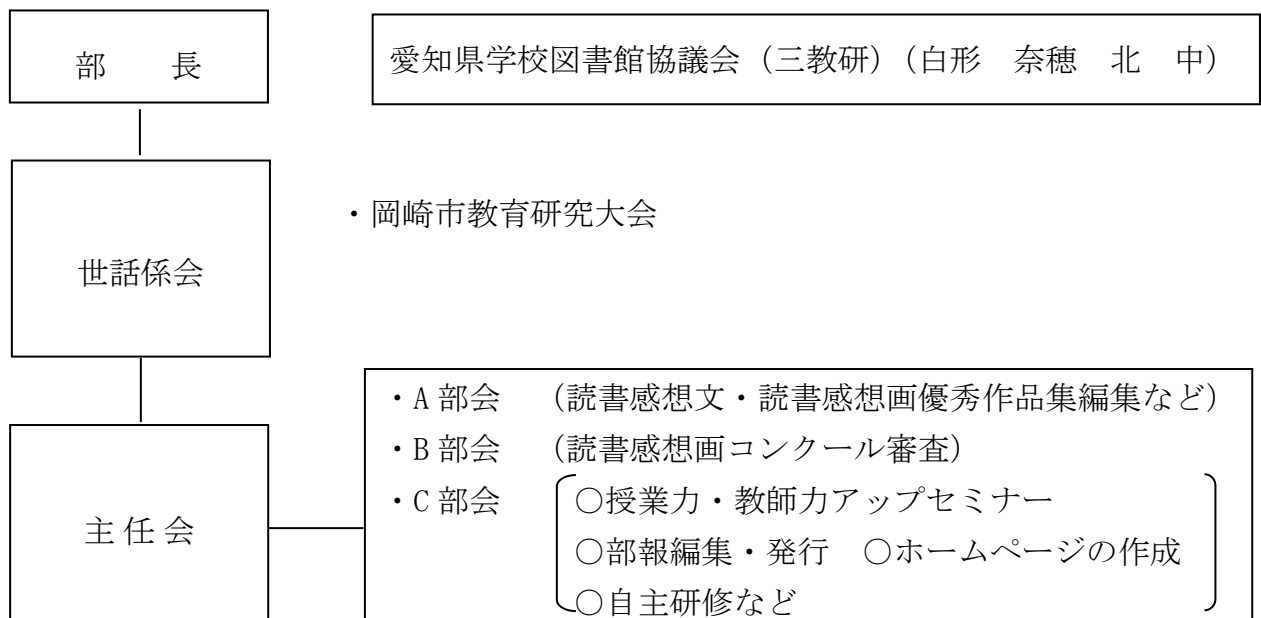 部　　長
愛知県学校図書館協議会（三教研）（白形　奈穂　北　中）
世話係会
・岡崎市教育研究大会
主 任 会
・A 部会　（読書感想文・読書感想画優秀作品集編集など）
・B 部会　（読書感想画コンクール審査）
・C 部会　○授業力・教師力アップセミナー
○部報編集・発行　○ホームページの作成
○自主研修など